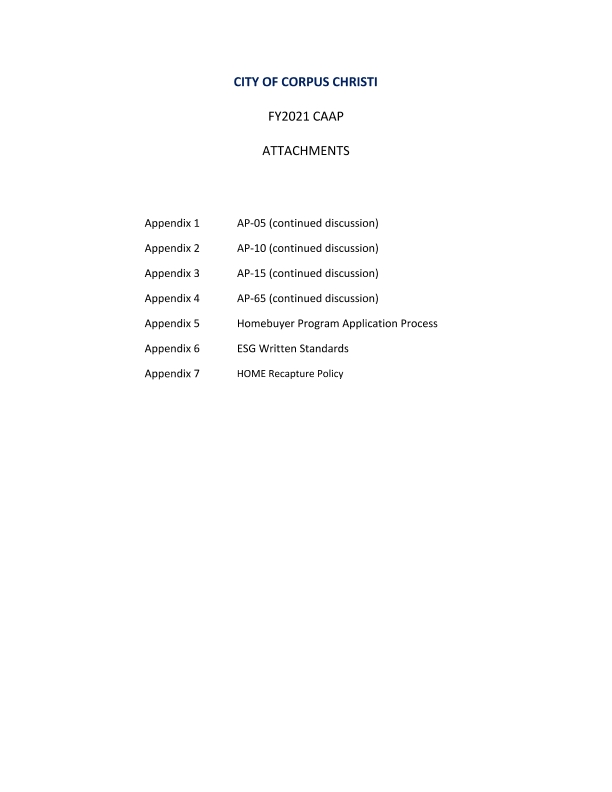 CITY OF CORPUS CHRISTI
FY2021 CAAP
ATTACHMENTS
Appendix 1 AP-05 (continued discussion)
Appendix 2 AP-10 (continued discussion)
Appendix 3 AP-15 (continued discussion)
Appendix 4 AP-65 (continued discussion)
Appendix 5 Homebuyer Program Application Process
Appendix 6 ESG Written Standards
Appendix 7 HOME Recapture Policy